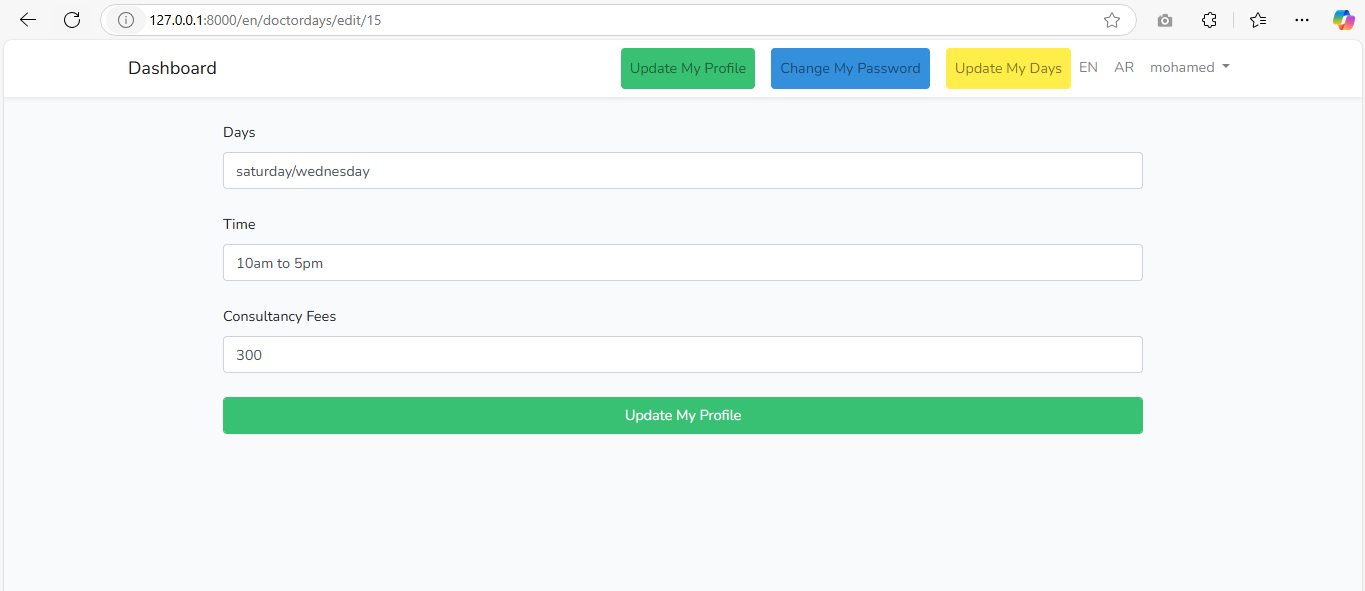 127.0.0.1:8000/en/doctordays/edit/15
Dashboard Update My Profile Change My Password Update My Days EN AR mohamed
Days
saturday/wednesday
Time
10am to 5pm
Consultancy Fees
300
Update My Profile